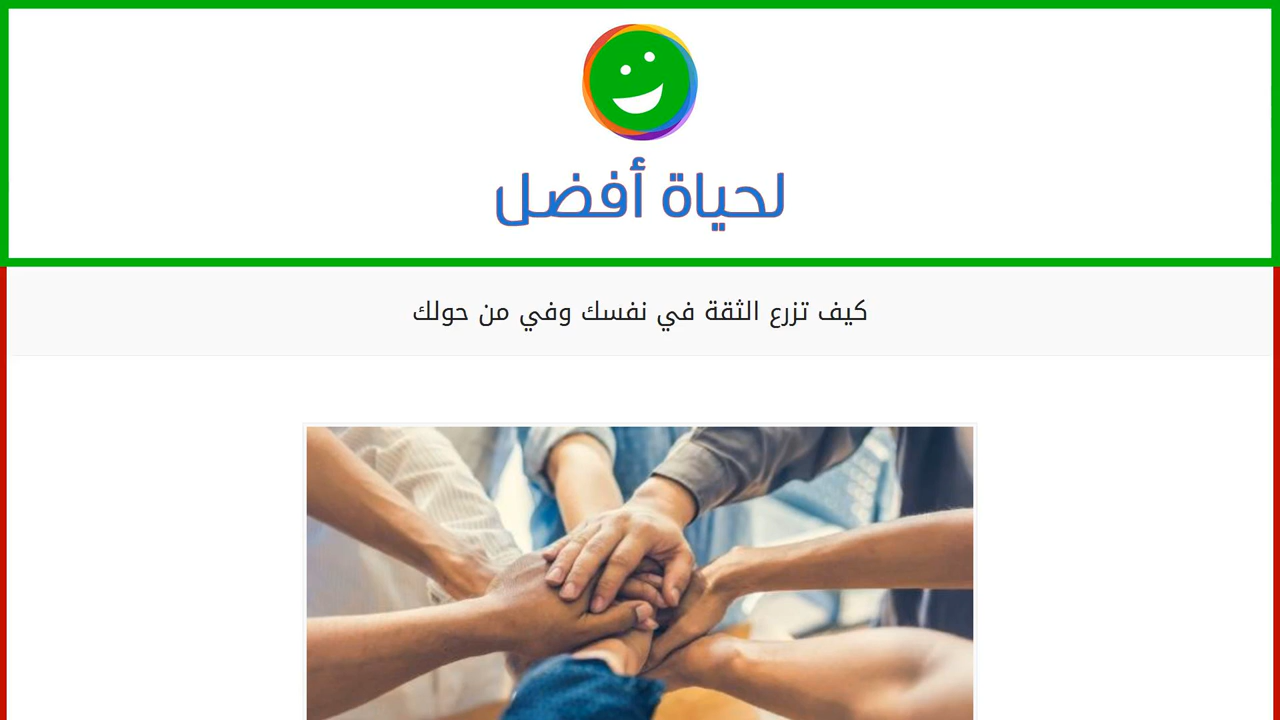 لحياة أفضل
كيف تزرع الثقة في نفسك وفي من حولك